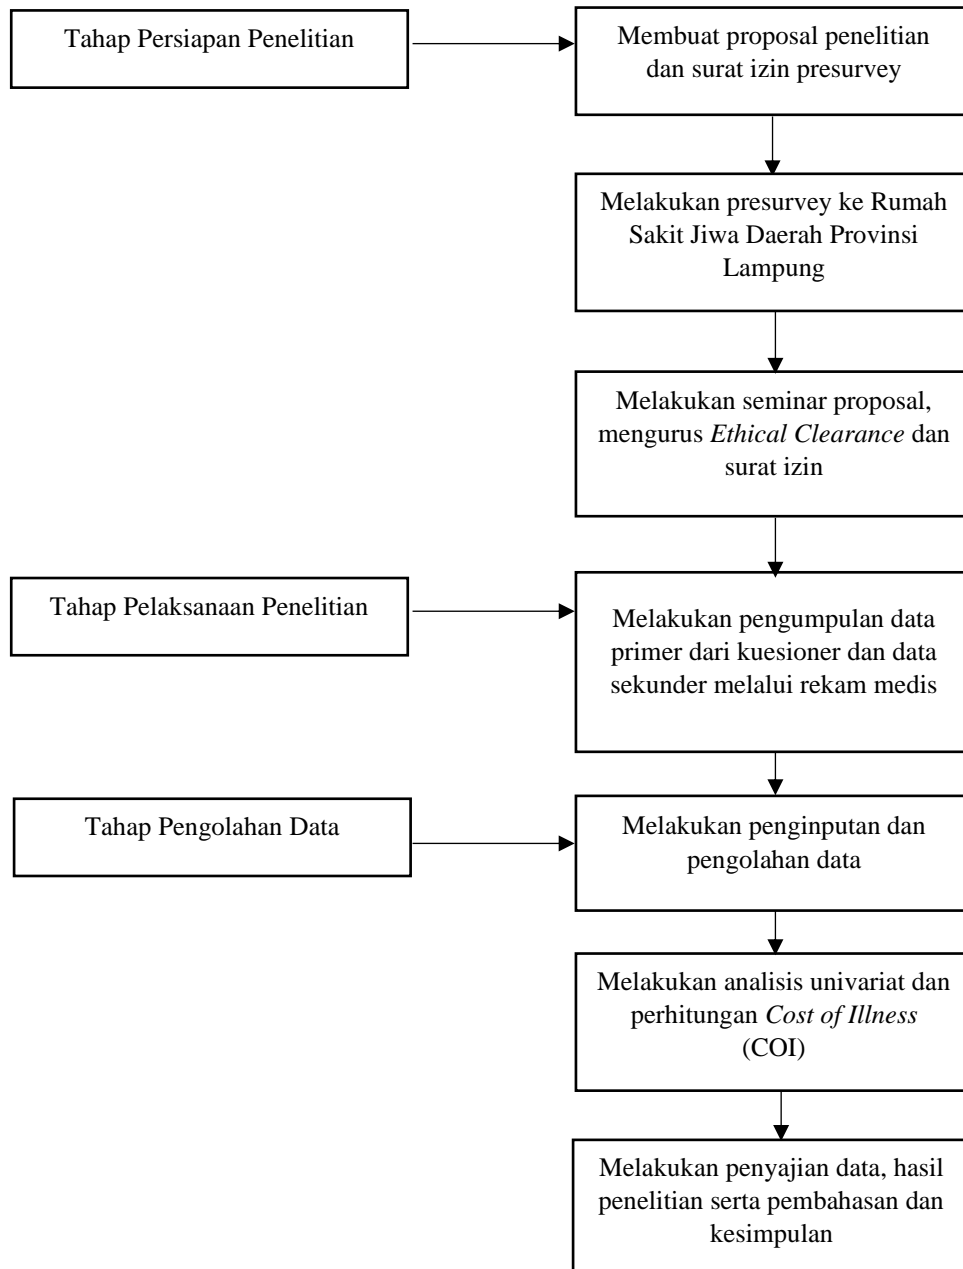 Tahap Persiapan Penelitian
Membuat proposal penelitian
dan surat izin presurvey
Melakukan presurvey ke Rumah
Sakit Jiwa Daerah Provinsi
Lampung
Melakukan seminar proposal,
mengurus Ethical Clearance dan
surat izin
Tahap Pelaksanaan Penelitian
Melakukan pengumpulan data
primer dari kuesioner dan data
sekunder melalui rekam medis
Tahap Pengolahan Data
Melakukan penginputan dan
pengolahan data
Melakukan analisis univariat dan
perhitungan Cost of Illness
(COI)
Melakukan penyajian data, hasil
penelitian serta pembahasan dan
kesimpulan